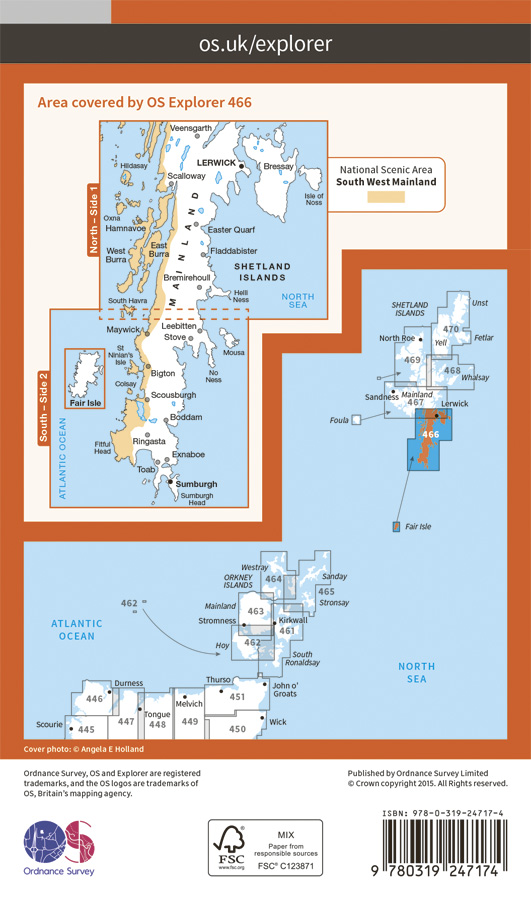 os.uk/explorer
Area covered by OS Explorer 466
North – Side 1
Veensgarth
LERWICK
Bressay
Hildasay
Scalloway
Isle of
Noss
Oxna
Hamnavoe
Easter Quarf
West
Burra
East
Burra
Fladdabister
MAINLAND
SHETLAND
ISLANDS
Bremirehoull
Helli
Ness
NORTH
SEA
South Havra
National Scenic Area
South West Mainland
South – Side 2
Maywick
Leebitten
Stove
Mousa
St
Ninian's
Isle
Bigton
No
Ness
Colsay
Fair Isle
Scousburgh
Boddam
ATLANTIC OCEAN
Fitful
Head
Ringasta
Exnaboe
Toab
Sumburgh
Sumburgh
Head
SHETLAND
ISLANDS
Unst
470
North Roe
Yell
Fetlar
469
468
Whalsay
Sandness
Mainland
467
Lerwick
Foula
466
Fair Isle
Westray
ORKNEY
ISLANDS
464
Sanday
465
Stronsay
462
Mainland
463
Stromness
Kirkwall
461
Hoy
462
South
Ronaldsay
ATLANTIC
OCEAN
NORTH
SEA
Thurso
John o'
Groats
Durness
446
451
Melvich
Tongue
447
448
449
450
Wick
Scourie
445
Cover photo: © Angela E Holland
Ordnance Survey, OS and Explorer are registered
trademarks, and the OS logos are trademarks of
OS, Britain's mapping agency.
Published by Ordnance Survey Limited
© Crown copyright 2015. All rights reserved.
OS
Ordnance Survey
FSC
www.fsc.org
MIX
Paper from
responsible sources
FSC® C123871
ISBN: 978-0-319-24717-4
9 780319 247174